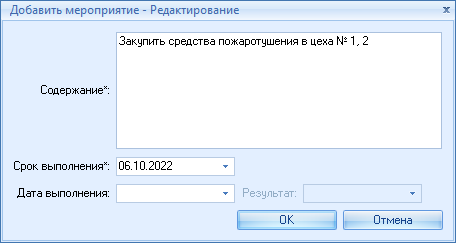 Добавить мероприятие - Редактирование
Содержание*: Закупить средства пожаротушения в цеха № 1, 2
Срок выполнения*: 06.10.2022
Дата выполнения: Результат:
ОК Отмена